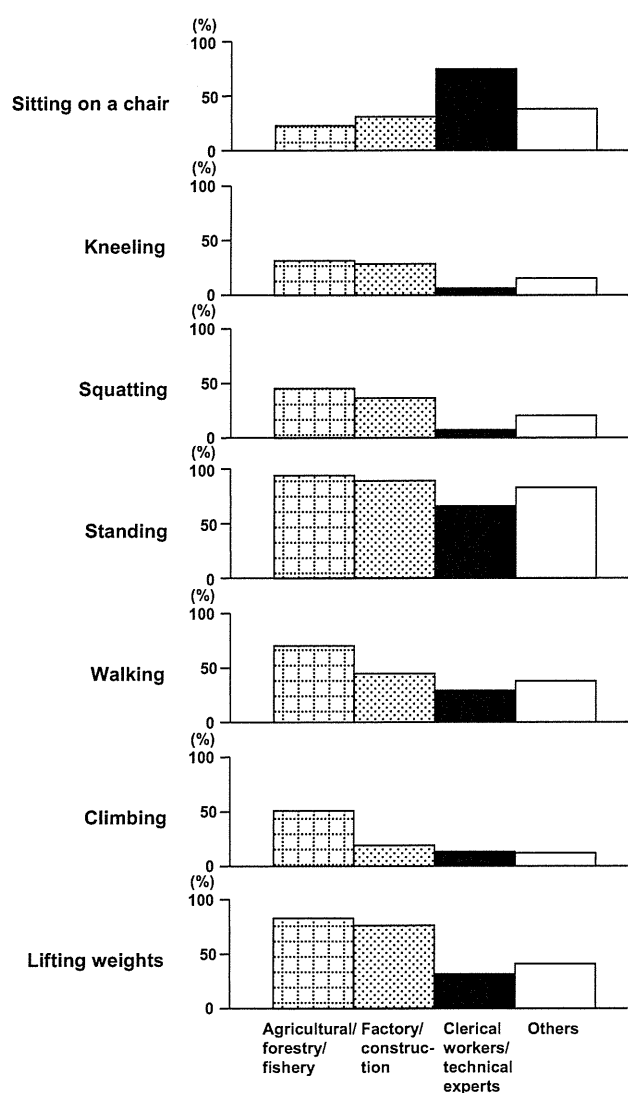 (%)
100
Sitting on a chair
50
0
(%)
100
Kneeling
50
0
(%)
100
Squatting
50
0
(%)
100
Standing
50
0
(%)
100
Walking
50
0
(%)
100
Climbing
50
0
(%)
100
Lifting weights
50
0
Agricultural/ Factory/ Clerical Others
forestry/ construc- workers/
fishery tion technical
experts